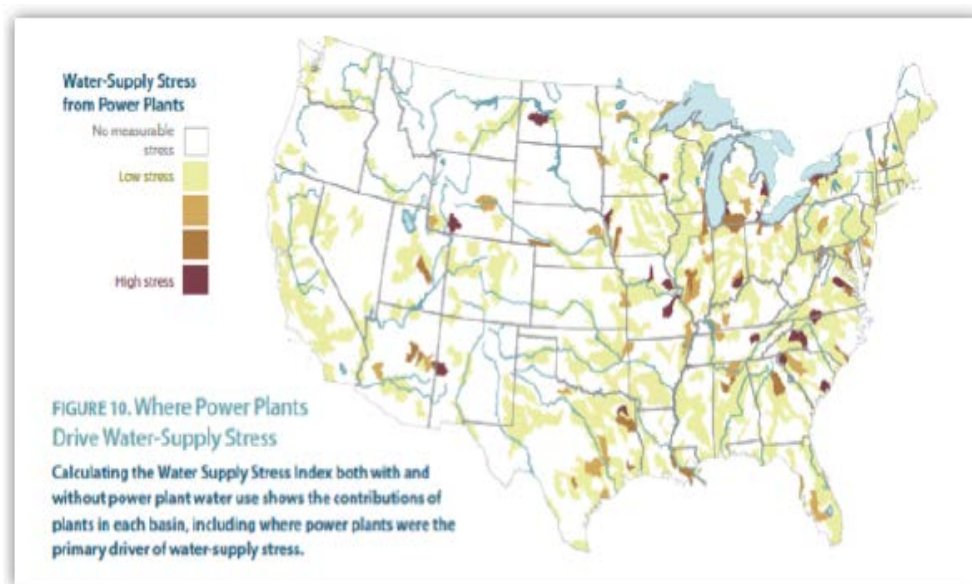 Water-Supply Stress
from Power Plants
No measurable
stress
Low stress
High stress
FIGURE 10. Where Power Plants
Drive Water-Supply Stress
Calculating the Water Supply Stress Index both with and
without power plant water use shows the contributions of
plants in each basin, including where power plants were the
primary driver of water-supply stress.